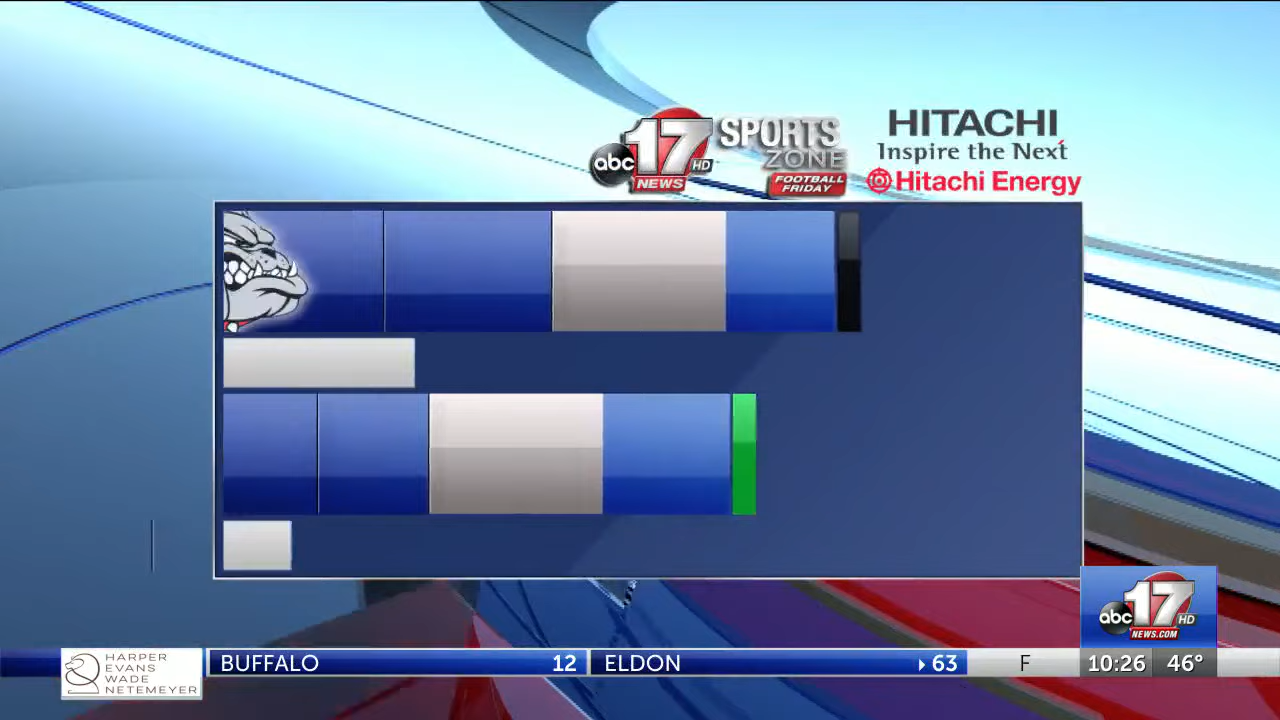 abc 17 HD NEWS
SPORTS ZONE
FOOTBALL FRIDAY
HITACHI
Inspire the Next
Hitachi Energy
abc 17 HD
NEWS.COM
HARPER
EVANS
WADE
NETEMEYER
BUFFALO 12 ELDON 63 F 10:26 46°